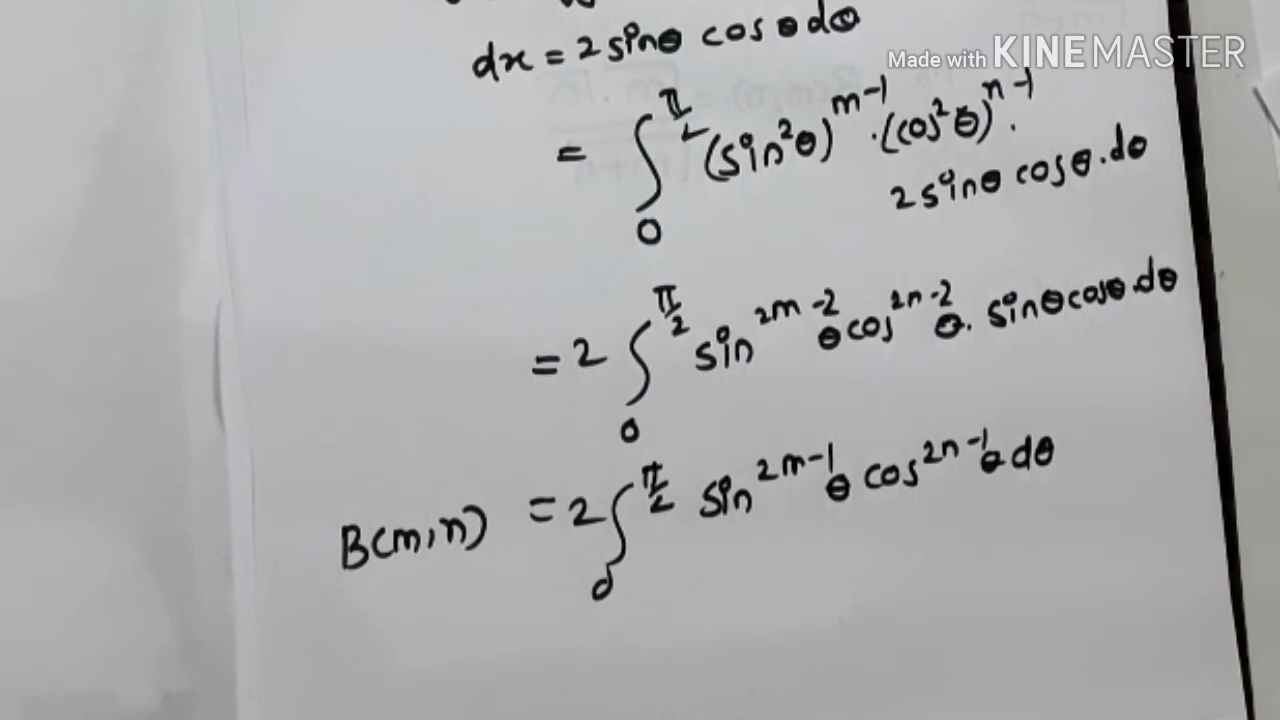 dx = 2 sinθ cosθ dθ
Made with KINEMASTER
= ∫₀^(π/2) (sin²θ)^(m-1) · (cos²θ)^(n-1) ·
2 sinθ cosθ · dθ
= 2 ∫₀^(π/2) sin^(2m-2) θ cos^(2n-2) θ · sinθ cosθ · dθ
B(m,n) = 2 ∫₀^(π/2) sin^(2m-1) θ cos^(2n-1) θ dθ